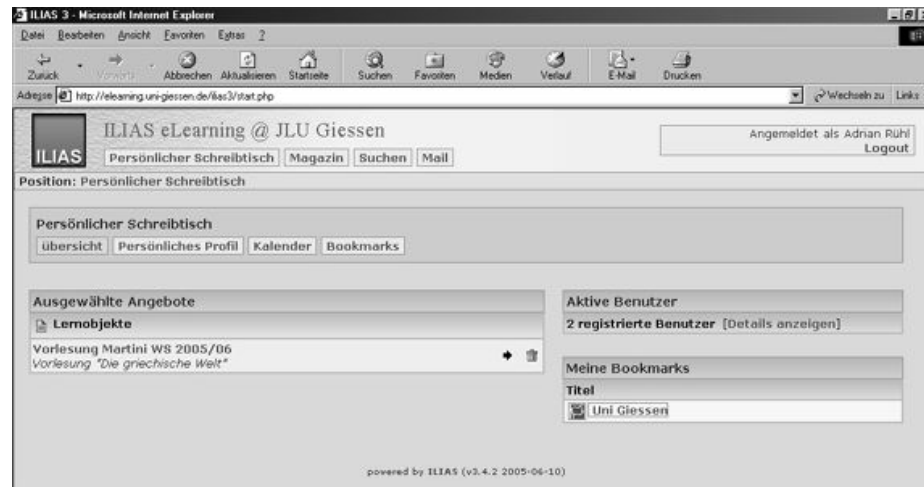 ILIAS 3 - Microsoft Internet Explorer
Datei Bearbeiten Ansicht Favoriten Extras ?
Zurück Vorwärts Abbrechen Aktualisieren Startseite Suchen Favoriten Medien Verlauf E-Mail Drucken
Adresse http://elearning.uni-giessen.de/ilias3/start.php Wechseln zu Links
ILIAS
ILIAS eLearning @ JLU Giessen
Persönlicher Schreibtisch Magazin Suchen Mail
Angemeldet als Adrian Rühl
Logout
Position: Persönlicher Schreibtisch
Persönlicher Schreibtisch
übersicht Persönliches Profil Kalender Bookmarks
Ausgewählte Angebote
Lernobjekte
Vorlesung Martini WS 2005/06
Vorlesung "Die griechische Welt"
Aktive Benutzer
2 registrierte Benutzer [Details anzeigen]
Meine Bookmarks
Titel
Uni Giessen
powered by ILIAS (v3.4.2 2005-06-10)